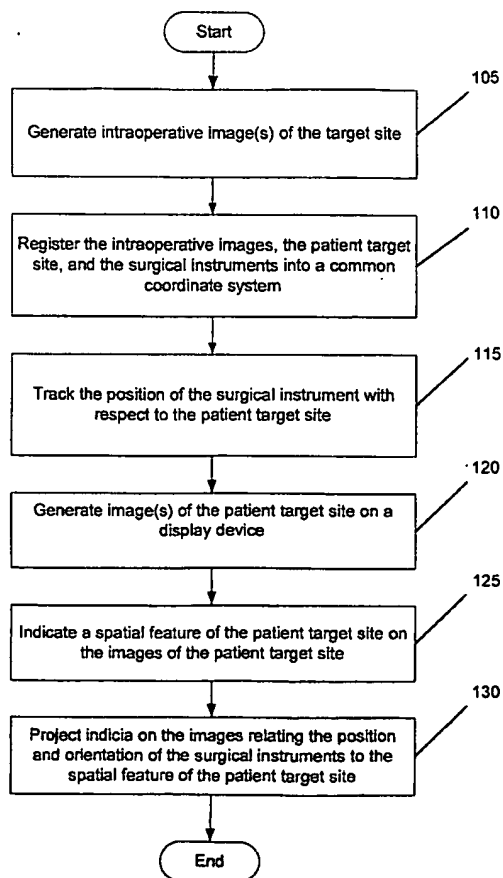 Start
105
Generate intraoperative image(s) of the target site
110
Register the intraoperative images, the patient target
site, and the surgical instruments into a common
coordinate system
115
Track the position of the surgical instrument with
respect to the patient target site
120
Generate image(s) of the patient target site on a
display device
125
Indicate a spatial feature of the patient target site on
the images of the patient target site
130
Project indicia on the images relating the position
and orientation of the surgical instruments to the
spatial feature of the patient target site
End